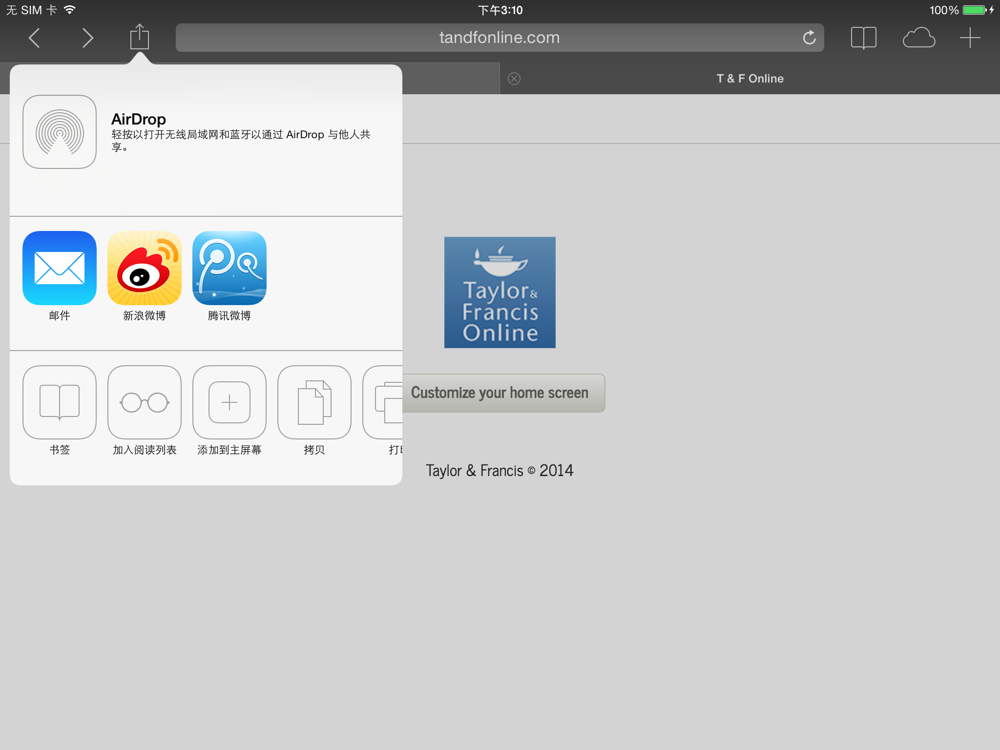 无 SIM 卡
下午3:10
100%
tandfonline.com
T & F Online
AirDrop
轻按以打开无线局域网和蓝牙以通过 AirDrop 与他人共
享。
邮件
新浪微博
腾讯微博
Taylor &
Francis
Online
Customize your home screen
书签
加入阅读列表
添加到主屏幕
拷贝
打
Taylor & Francis © 2014